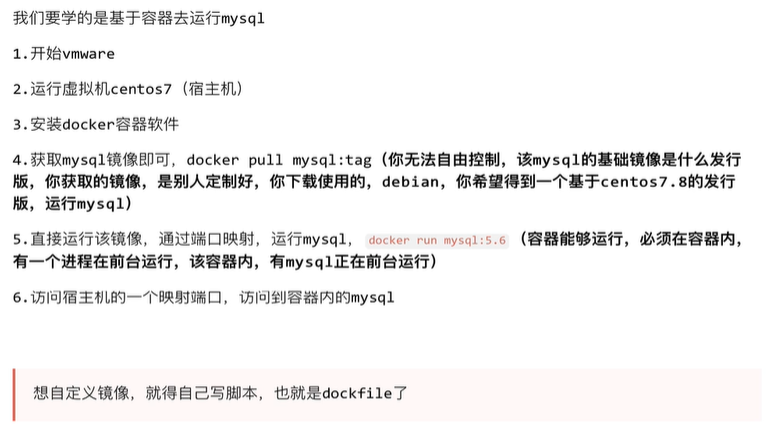 我们要学的是基于容器去运行mysql
1.开始vmware
2.运行虚拟机centos7（宿主机）
3.安装docker容器软件
4.获取mysql镜像即可，docker pull mysql:tag（你无法自由控制，该mysql的基础镜像是什么发行
版，你获取的镜像，是别人定制好，你下载使用的，debian，你希望得到一个基于centos7.8的发行
版，运行mysql）
5.直接运行该镜像，通过端口映射，运行mysql， docker run mysql:5.6 （容器能够运行，必须在容器内，
有一个进程在前台运行，该容器内，有mysql正在前台运行）
6.访问宿主机的一个映射端口，访问到容器内的mysql
想自定义镜像，就得自己写脚本，也就是dockfile了